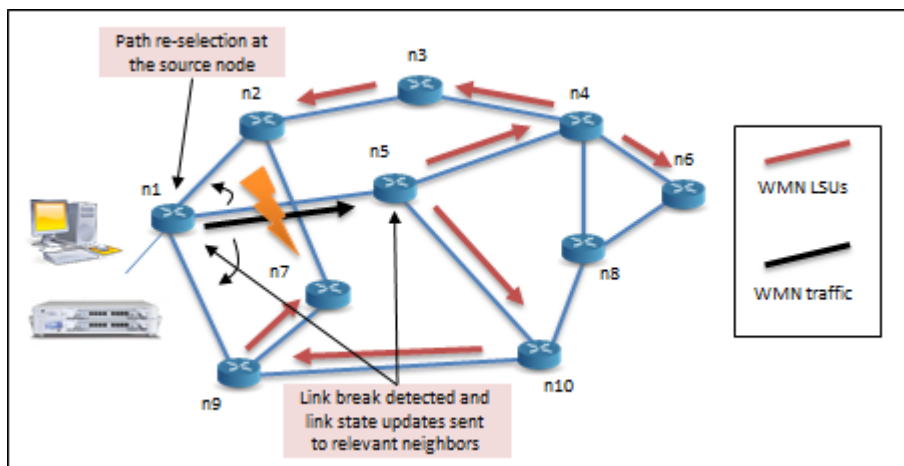 Path re-selection at
the source node
n3
n2
n4
n5
n6
n1
WMN LSUs
n7
n8
WMN traffic
n9
n10
Link break detected and
link state updates sent
to relevant neighbors